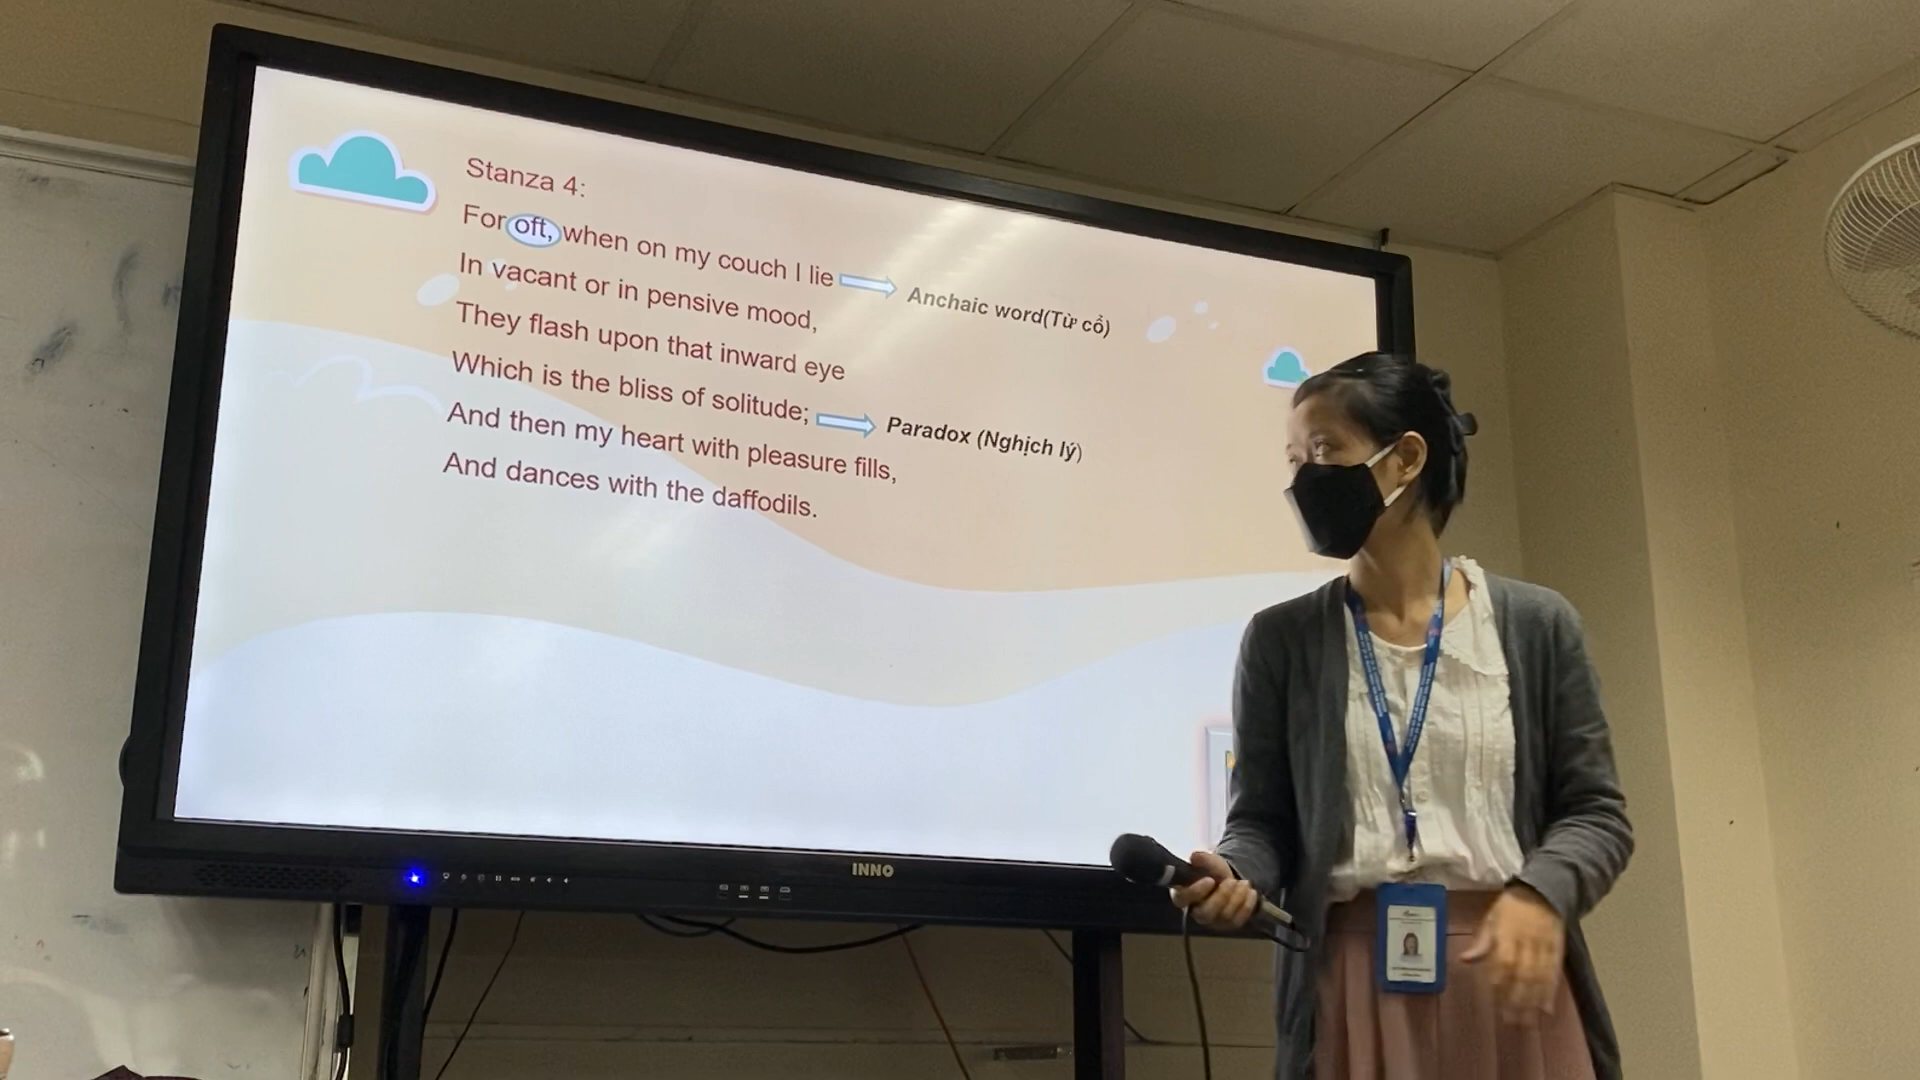 Stanza 4:
For oft, when on my couch I lie
Anchaic word(Từ cổ)
In vacant or in pensive mood,
They flash upon that inward eye
Which is the bliss of solitude;
Paradox (Nghịch lý)
And then my heart with pleasure fills,
And dances with the daffodils.
INNO